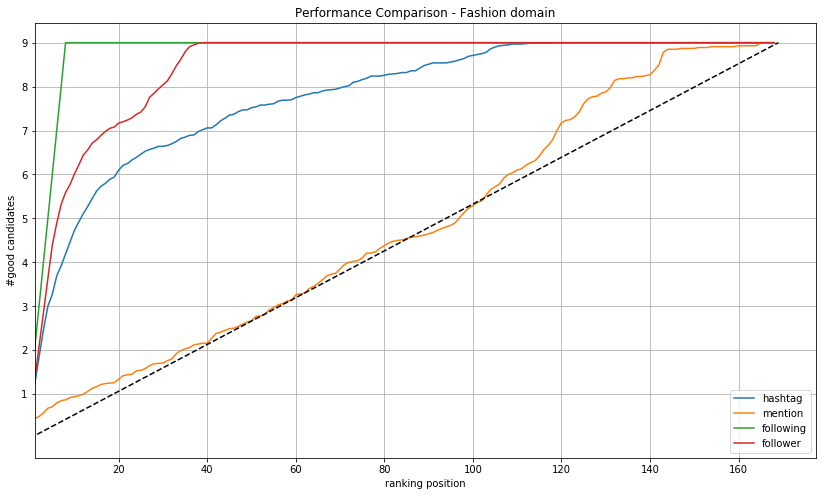 Performance Comparison - Fashion domain
#good candidates
9
8
7
6
5
4
3
2
1
20 40 60 80 100 120 140 160
ranking position
hashtag
mention
following
follower